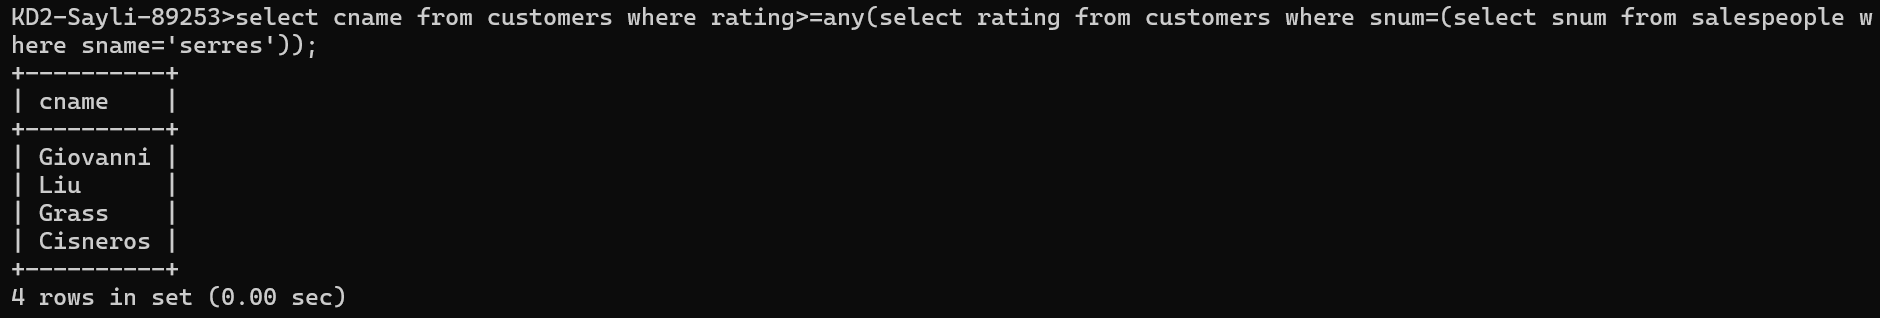 KD2-Sayli-89253>select cname from customers where rating>=any(select rating from customers where snum=(select snum from salespeople w
here sname='serres'));
+----------+
| cname    |
+----------+
| Giovanni |
| Liu      |
| Grass    |
| Cisneros |
+----------+
4 rows in set (0.00 sec)